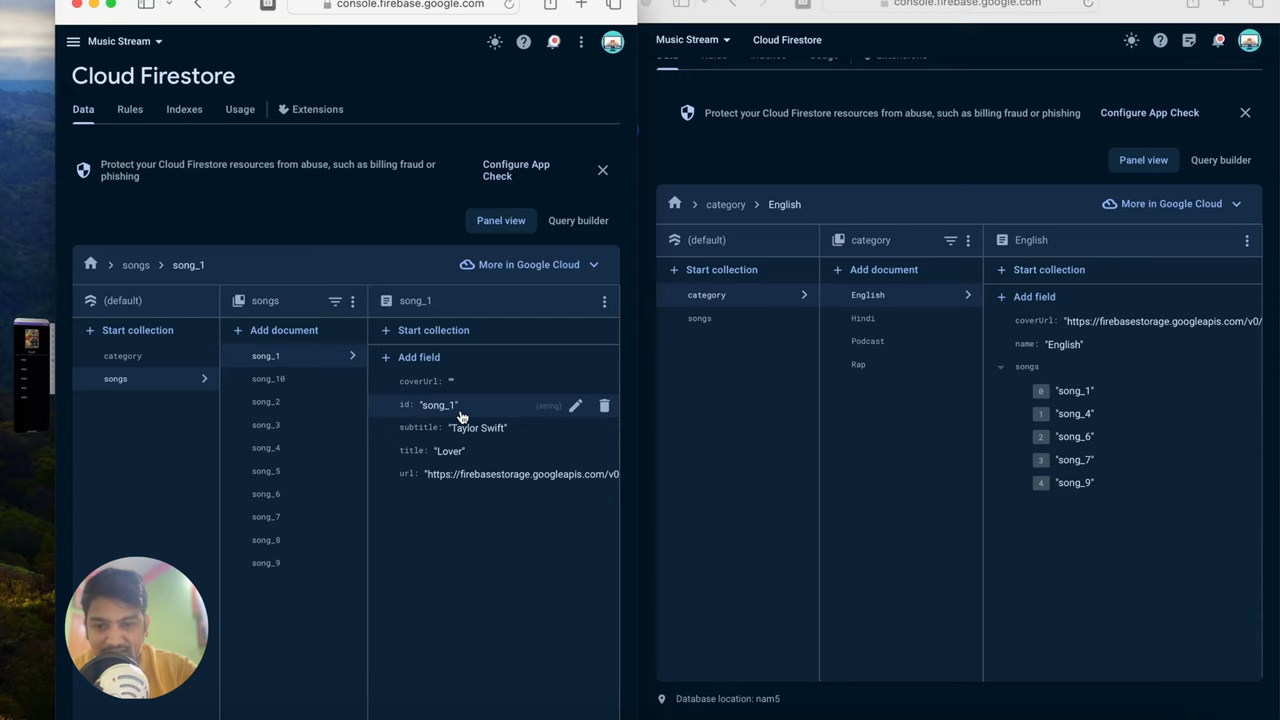 console.firebase.google.com
Music Stream
Cloud Firestore
Data
Rules
Indexes
Usage
Extensions
Protect your Cloud Firestore resources from abuse, such as billing fraud or
phishing
Configure App
Check
Panel view
Query builder
songs
song_1
More in Google Cloud
(default)
songs
song_1
Start collection
Add document
Start collection
category
songs
song_1
song_10
song_2
song_3
song_4
song_5
song_6
song_7
song_8
song_9
Add field
coverUrl: ""
id: "song_1"
(string)
subtitle: "Taylor Swift"
title: "Lover"
url: "https://firebasestorage.googleapis.com/v0
console.firebase.google.com
Music Stream
Cloud Firestore
Protect your Cloud Firestore resources from abuse, such as billing fraud or phishing
Configure App Check
Panel view
Query builder
category
English
More in Google Cloud
(default)
category
English
Start collection
Add document
Start collection
category
songs
English
Hindi
Podcast
Rap
Add field
coverUrl: "https://firebasestorage.googleapis.com/v0/
name: "English"
songs
0 "song_1"
1 "song_4"
2 "song_6"
3 "song_7"
4 "song_9"
Database location: nam5